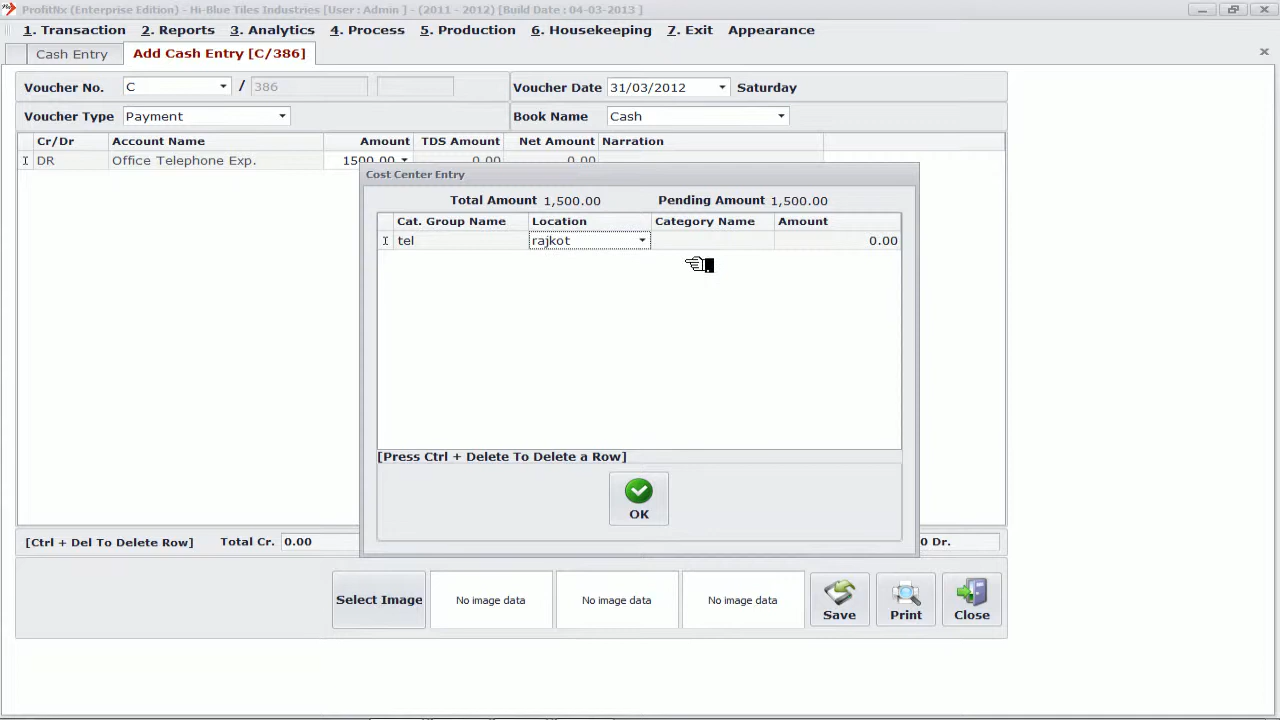 ProfitNx (Enterprise Edition) - Hi-Blue Tiles Industries [User : Admin ] - (2011 - 2012) [Build Date : 04-03-2013 ]
1. Transaction 2. Reports 3. Analytics 4. Process 5. Production 6. Housekeeping 7. Exit Appearance
Cash Entry Add Cash Entry [C/386]
Voucher No. C / 386 Voucher Date 31/03/2012 Saturday
Voucher Type Payment Book Name Cash
Cr/Dr Account Name Amount TDS Amount Net Amount Narration
DR Office Telephone Exp. 1500.00 0.00 0.00
Cost Center Entry
Total Amount 1,500.00 Pending Amount 1,500.00
Cat. Group Name Location Category Name Amount
tel rajkot 0.00
[Press Ctrl + Delete To Delete a Row]
OK
[Ctrl + Del To Delete Row] Total Cr. 0.00 0 Dr.
Select Image No image data No image data No image data Save Print Close